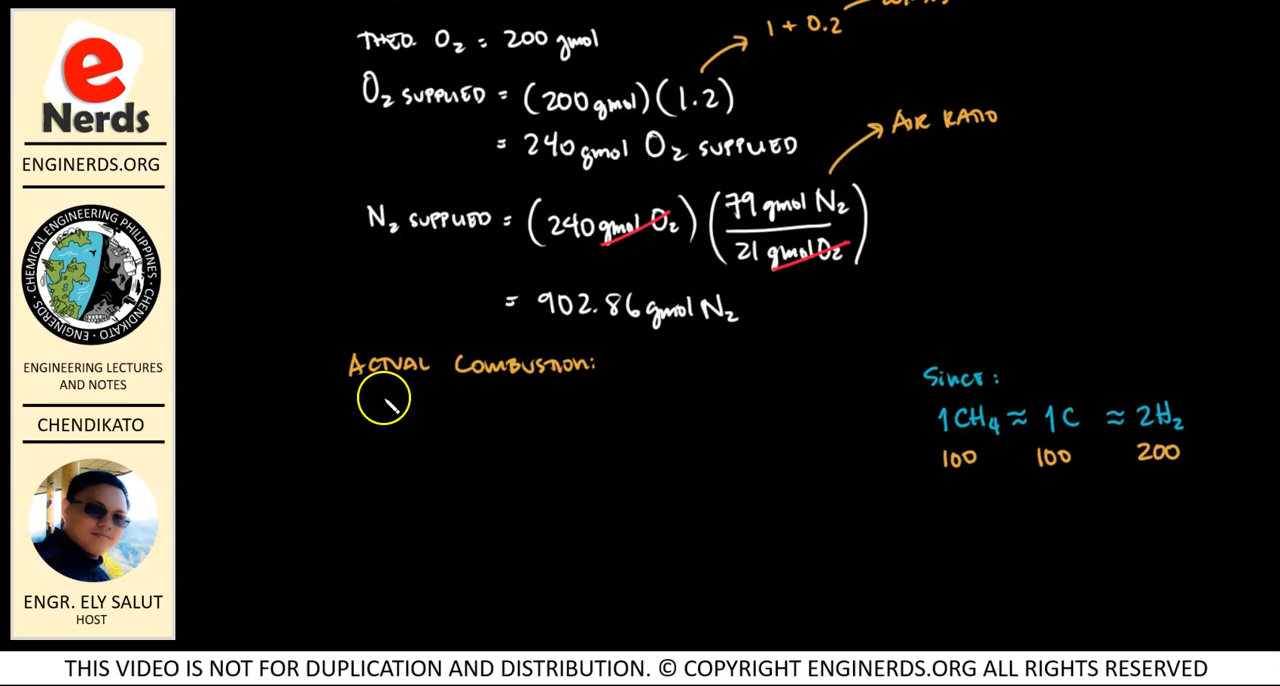 e
Nerds
ENGINERDS.ORG
CHEMICAL ENGINEERING PHILIPPINES
ENGINERDS • CHENDIKATO
ENGINEERING LECTURES
AND NOTES
CHENDIKATO
ENGR. ELY SALUT
HOST
1 + 0.2
THEO. O2 = 200 gmol
O2 SUPPLIED = (200 gmol)(1.2)
= 240 gmol O2 SUPPLIED
AIR RATIO
N2 SUPPLIED = (240 gmol O2) (79 gmol N2 / 21 gmol O2)
= 902.86 gmol N2
ACTUAL COMBUSTION:
Since:
1CH4 ≈ 1C ≈ 2H2
100 100 200
THIS VIDEO IS NOT FOR DUPLICATION AND DISTRIBUTION. © COPYRIGHT ENGINERDS.ORG ALL RIGHTS RESERVED